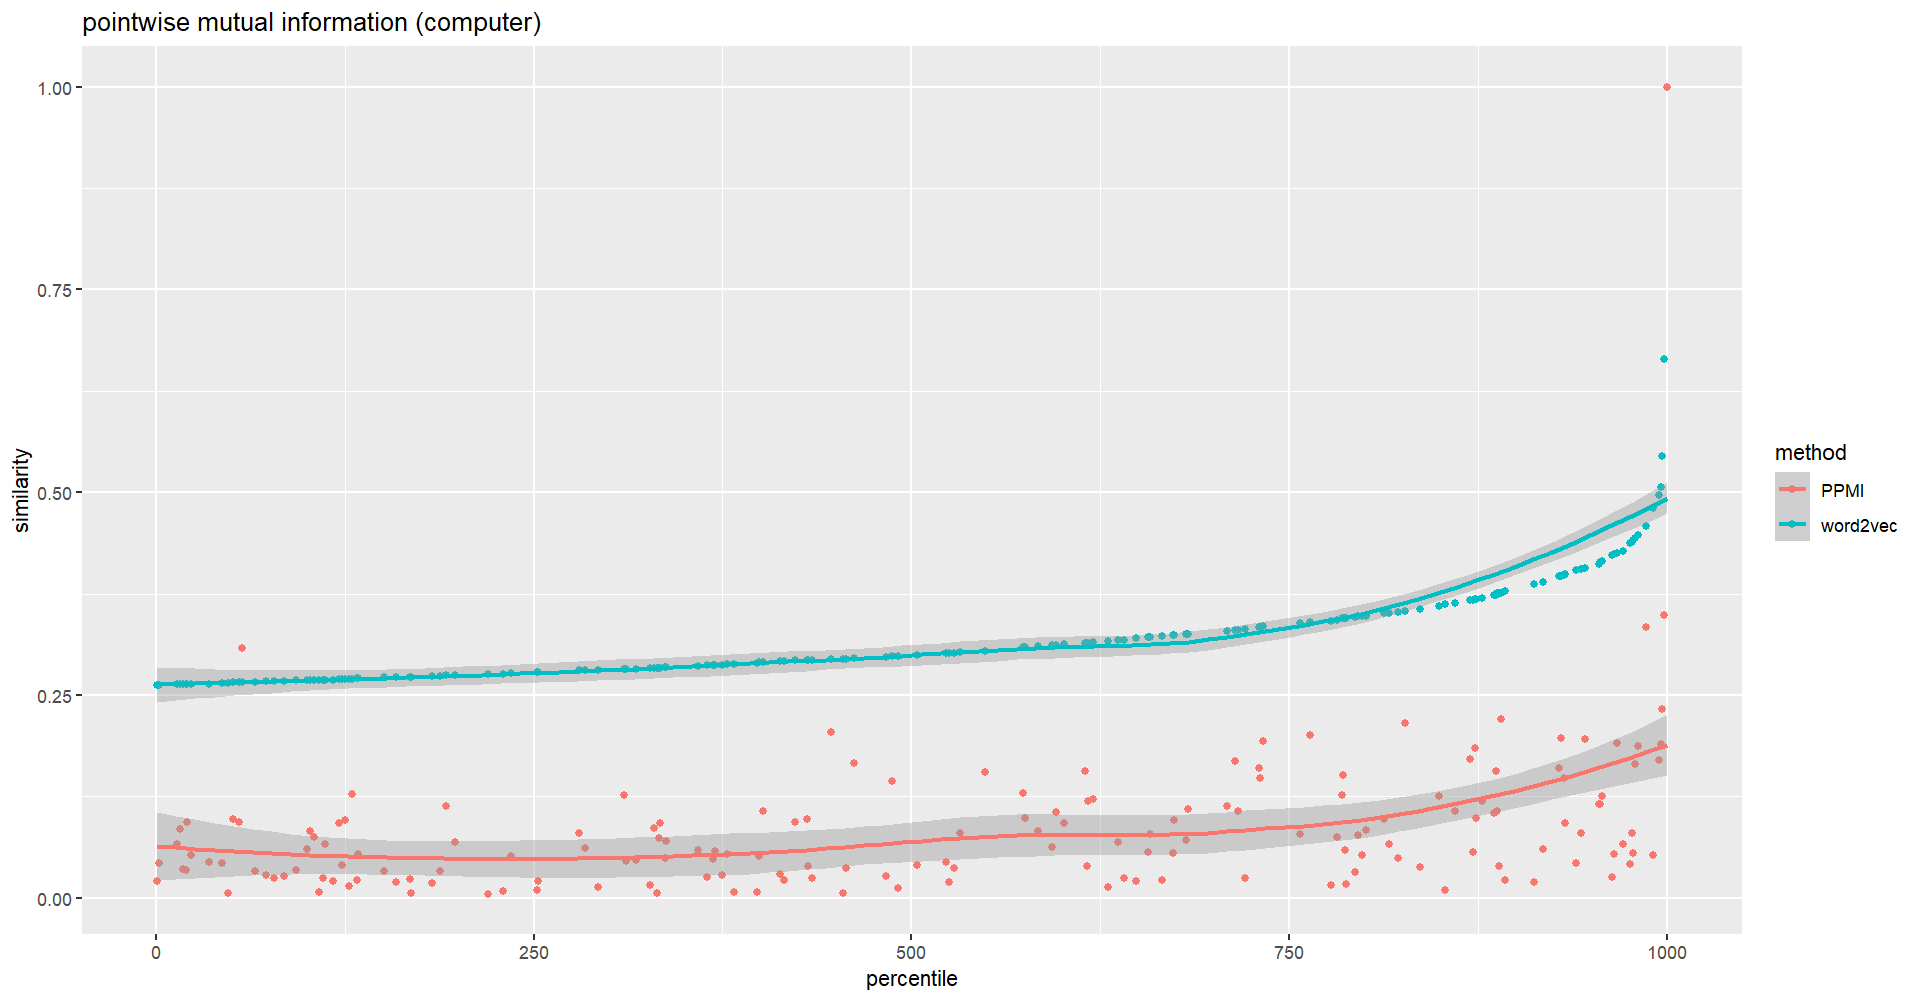 pointwise mutual information (computer)
1.00
0.75
0.50
0.25
0.00
similarity
0 250 500 750 1000
percentile
method
PPMI
word2vec